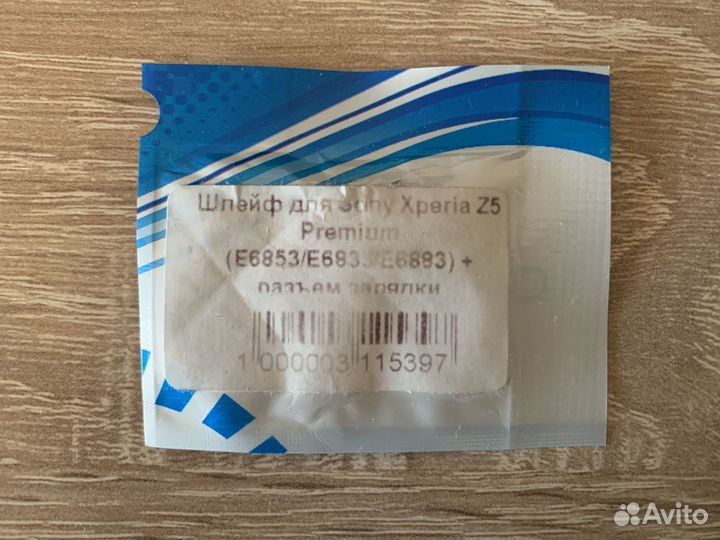 Шлейф для Sony Xperia Z5
Premium
(E6853/E6833/E6883) +
разъем зарядки
1 000003 115397
Avito